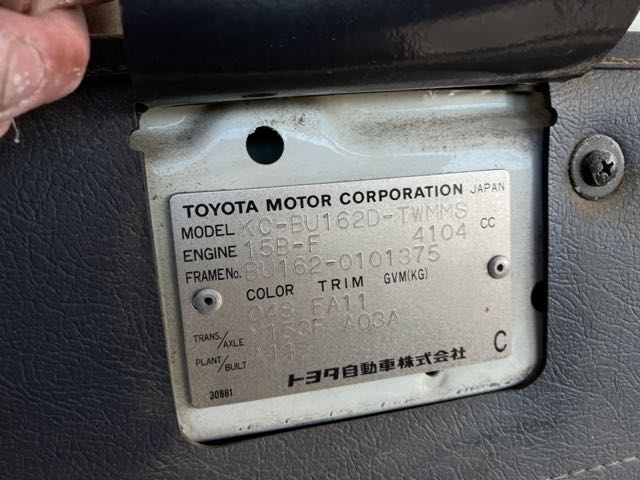 TOYOTA MOTOR CORPORATION JAPAN
MODEL KC-BU162D-TWMMS
ENGINE 15B-F 4104 CC
FRAME No. BU162-0101375
COLOR TRIM GVM(KG)
048 FA11
TRANS./AXLE M153F A03A
PLANT/BUILT A11
トヨタ自動車株式会社 C
30881